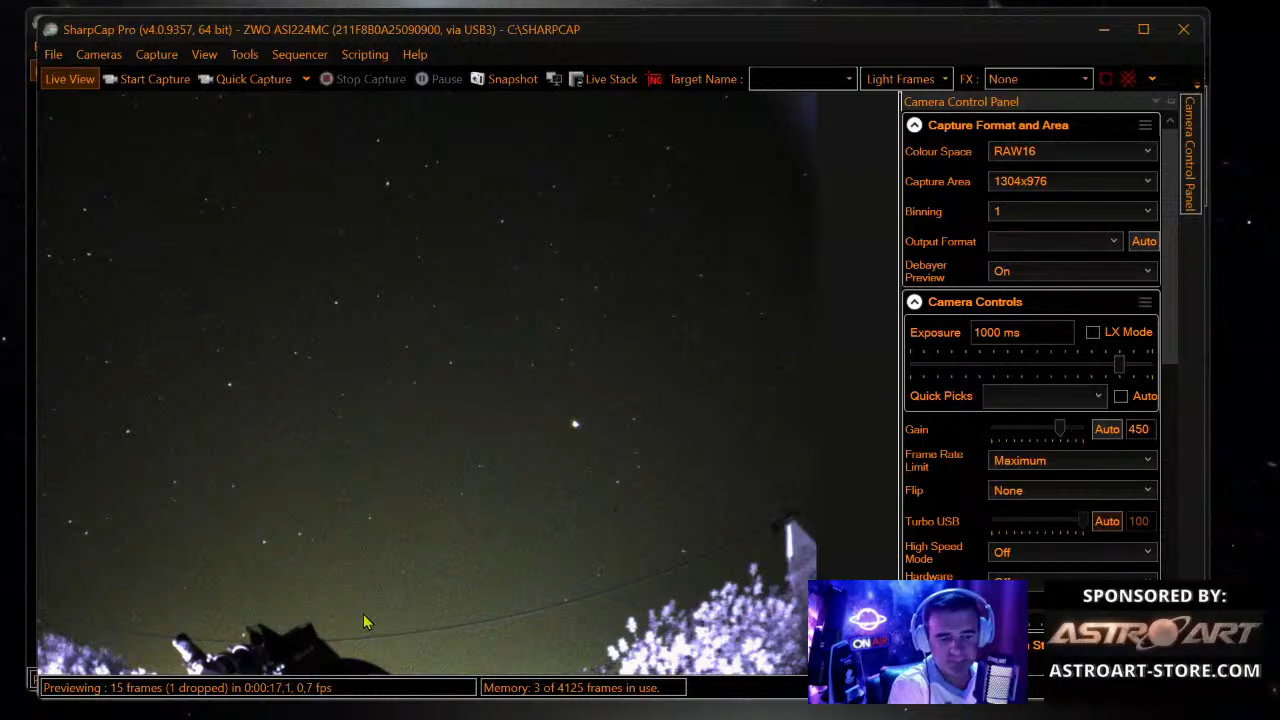 SharpCap Pro (v4.0.9357, 64 bit) - ZWO ASI224MC (211F8B0A25090900, via USB3) - C:\SHARPCAP
File Cameras Capture View Tools Sequencer Scripting Help
Live View Start Capture Quick Capture Stop Capture Pause Snapshot Live Stack Target Name : Light Frames FX : None
Camera Control Panel
Camera Control Panel
Capture Format and Area
Colour Space RAW16
Capture Area 1304x976
Binning 1
Output Format Auto
Debayer Preview On
Camera Controls
Exposure 1000 ms LX Mode
Quick Picks Auto
Gain Auto 450
Frame Rate Limit Maximum
Flip None
Turbo USB Auto 100
High Speed Mode Off
Hardware Off
ON AIR
SPONSORED BY:
ASTROART
ASTROART-STORE.COM
Previewing : 15 frames (1 dropped) in 0:00:17.1, 0,7 fps
Memory: 3 of 4125 frames in use.